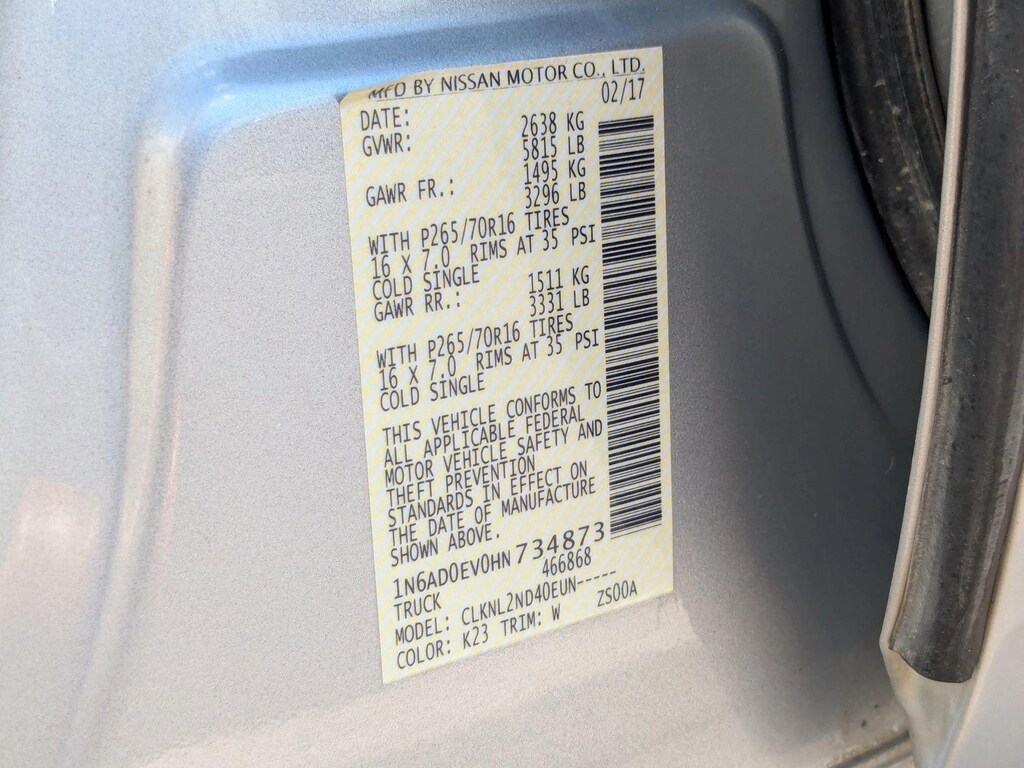 MFD BY NISSAN MOTOR CO., LTD.
DATE: 02/17
GVWR: 2638 KG
5815 LB
GAWR FR.: 1495 KG
3296 LB
WITH P265/70R16 TIRES
16 X 7.0 RIMS AT 35 PSI
COLD SINGLE
GAWR RR.: 1511 KG
3331 LB
WITH P265/70R16 TIRES
16 X 7.0 RIMS AT 35 PSI
COLD SINGLE
THIS VEHICLE CONFORMS TO
ALL APPLICABLE FEDERAL
MOTOR VEHICLE SAFETY AND
THEFT PREVENTION
STANDARDS IN EFFECT ON
THE DATE OF MANUFACTURE
SHOWN ABOVE.
1N6AD0EV0HN734873
TRUCK 466868
MODEL: CLKNL2ND40EUN-----
COLOR: K23 TRIM: W ZS00A